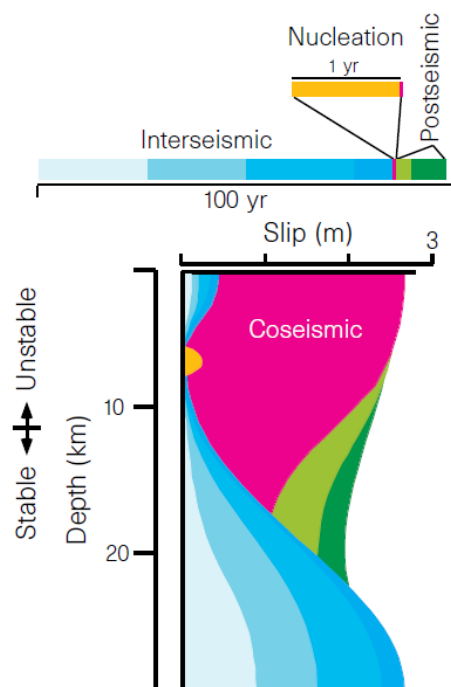 Nucleation
1 yr
Postseismic
Interseismic
100 yr
Slip (m)
3
Coseismic
Stable Unstable
Depth (km)
10
20